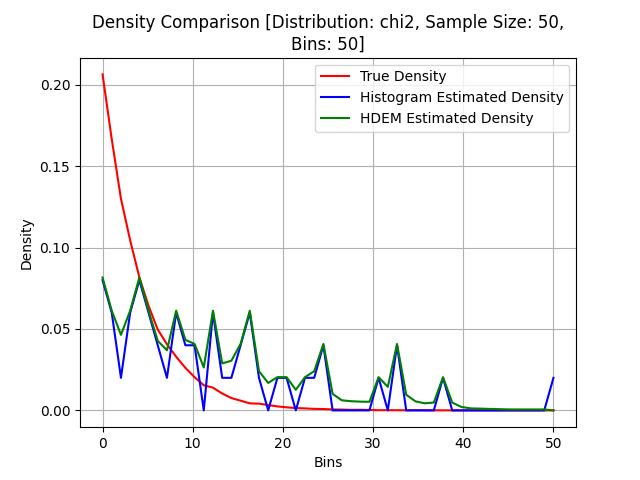 Density Comparison [Distribution: chi2, Sample Size: 50,
Bins: 50]
True Density
Histogram Estimated Density
HDEM Estimated Density
Density
0.20
0.15
0.10
0.05
0.00
0 10 20 30 40 50
Bins